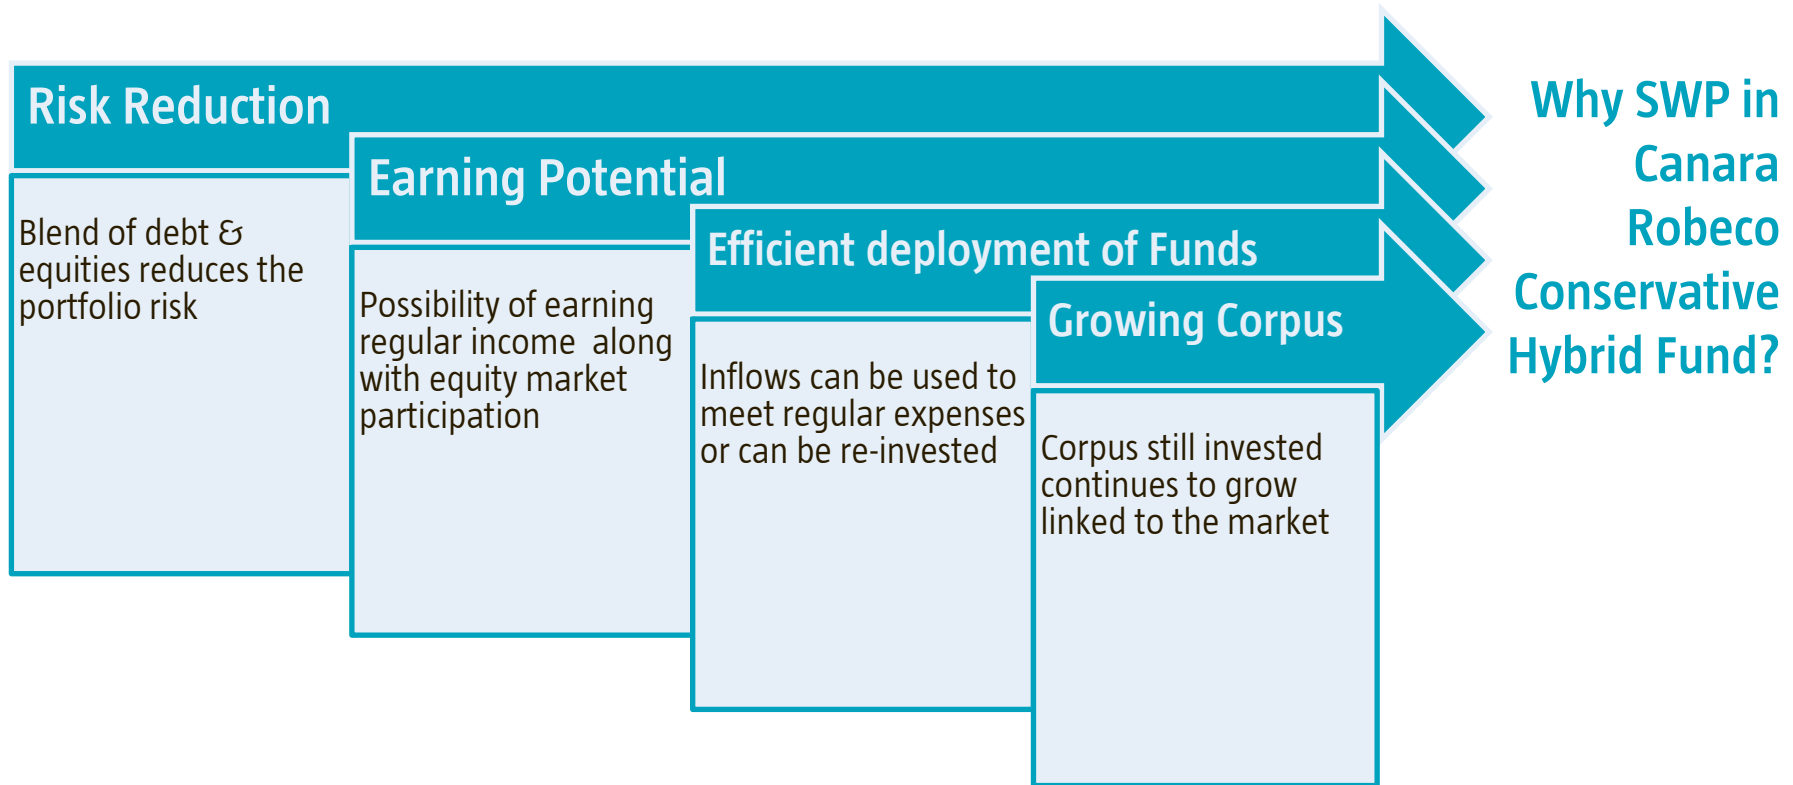 Risk Reduction
Blend of debt &
equities reduces the
portfolio risk
Earning Potential
Possibility of earning
regular income along
with equity market
participation
Efficient deployment of Funds
Inflows can be used to
meet regular expenses
or can be re-invested
Growing Corpus
Corpus still invested
continues to grow
linked to the market
Why SWP in
Canara
Robeco
Conservative
Hybrid Fund?